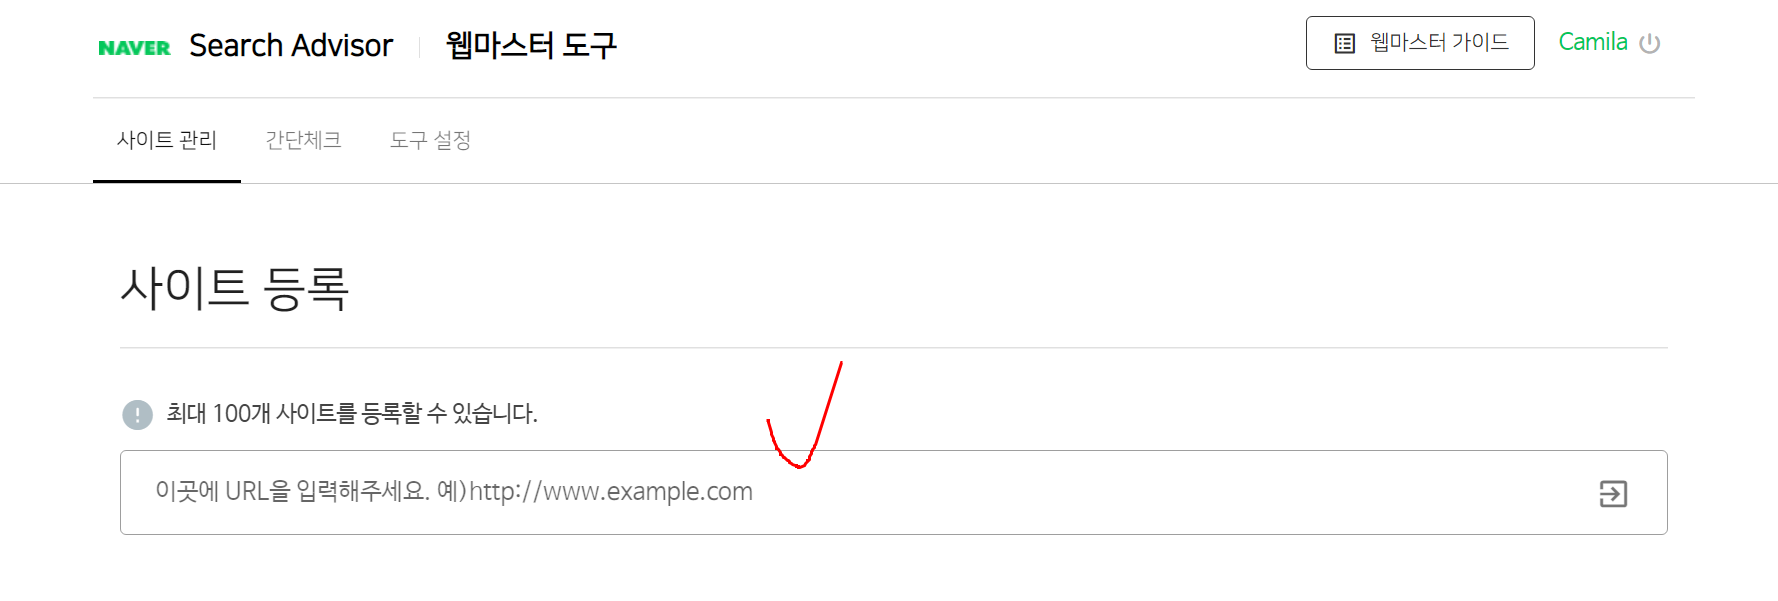 NAVER Search Advisor 웹마스터 도구 웹마스터 가이드 Camila
사이트 관리 간단체크 도구 설정
사이트 등록
최대 100개 사이트를 등록할 수 있습니다.
이곳에 URL을 입력해주세요. 예)http://www.example.com